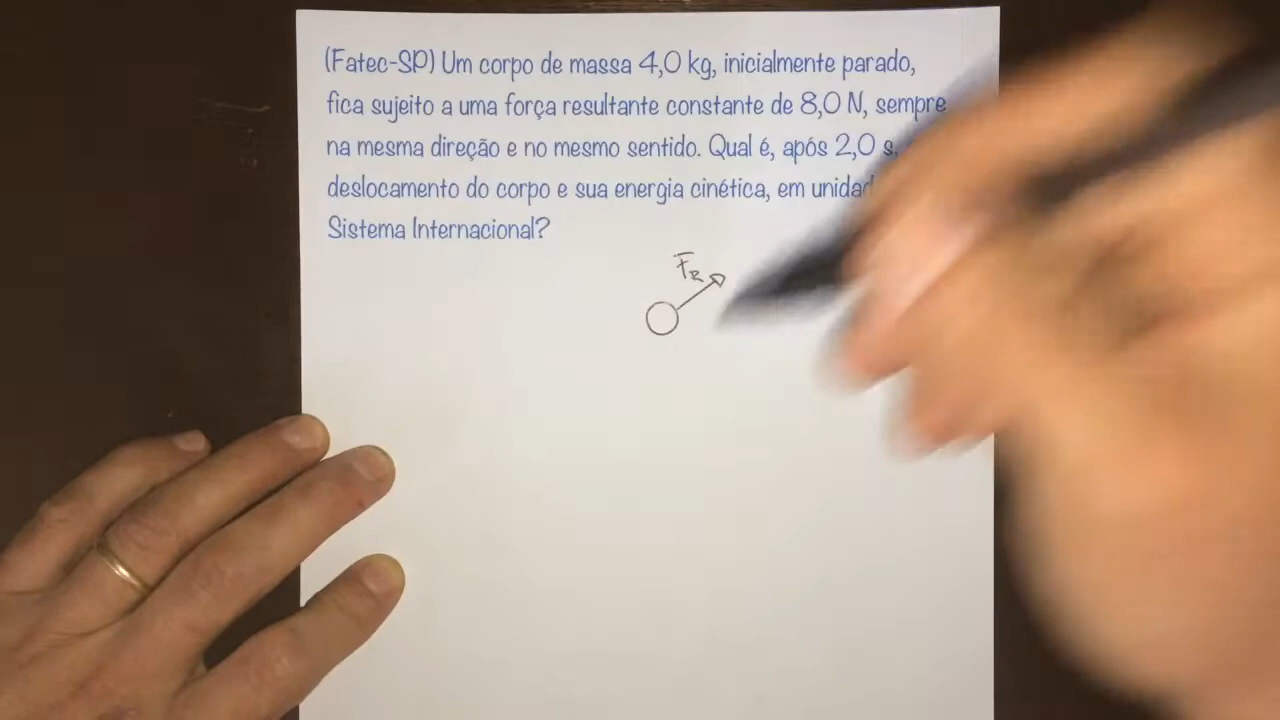 (Fatec-SP) Um corpo de massa 4,0 kg, inicialmente parado,
fica sujeito a uma força resultante constante de 8,0 N, sempre
na mesma direção e no mesmo sentido. Qual é, após 2,0 s,
deslocamento do corpo e sua energia cinética, em
Sistema Internacional?
FR